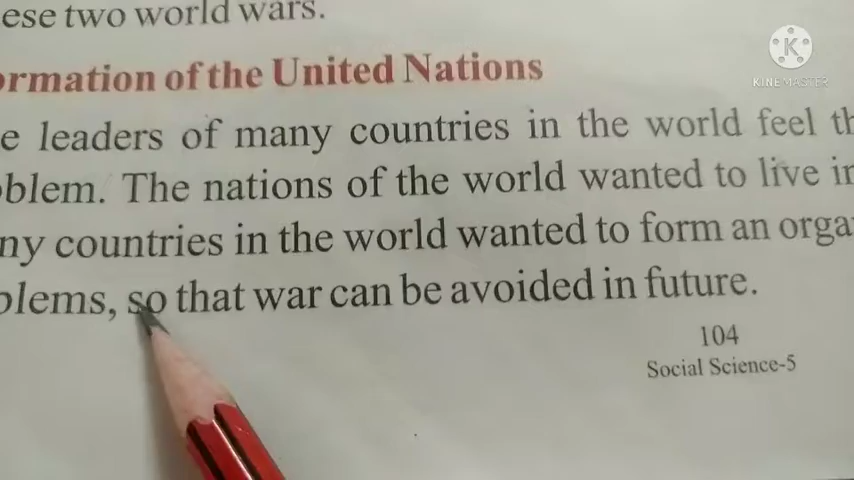 ese two world wars.
ormation of the United Nations
e leaders of many countries in the world feel th
oblem. The nations of the world wanted to live in
ny countries in the world wanted to form an orga
blems, so that war can be avoided in future.
104
Social Science-5
K
KINEMASTER